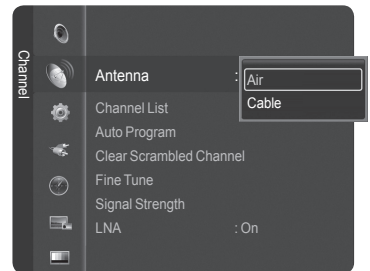 Channel
Antenna : Air
Cable
Channel List
Auto Program
Clear Scrambled Channel
Fine Tune
Signal Strength
LNA : On